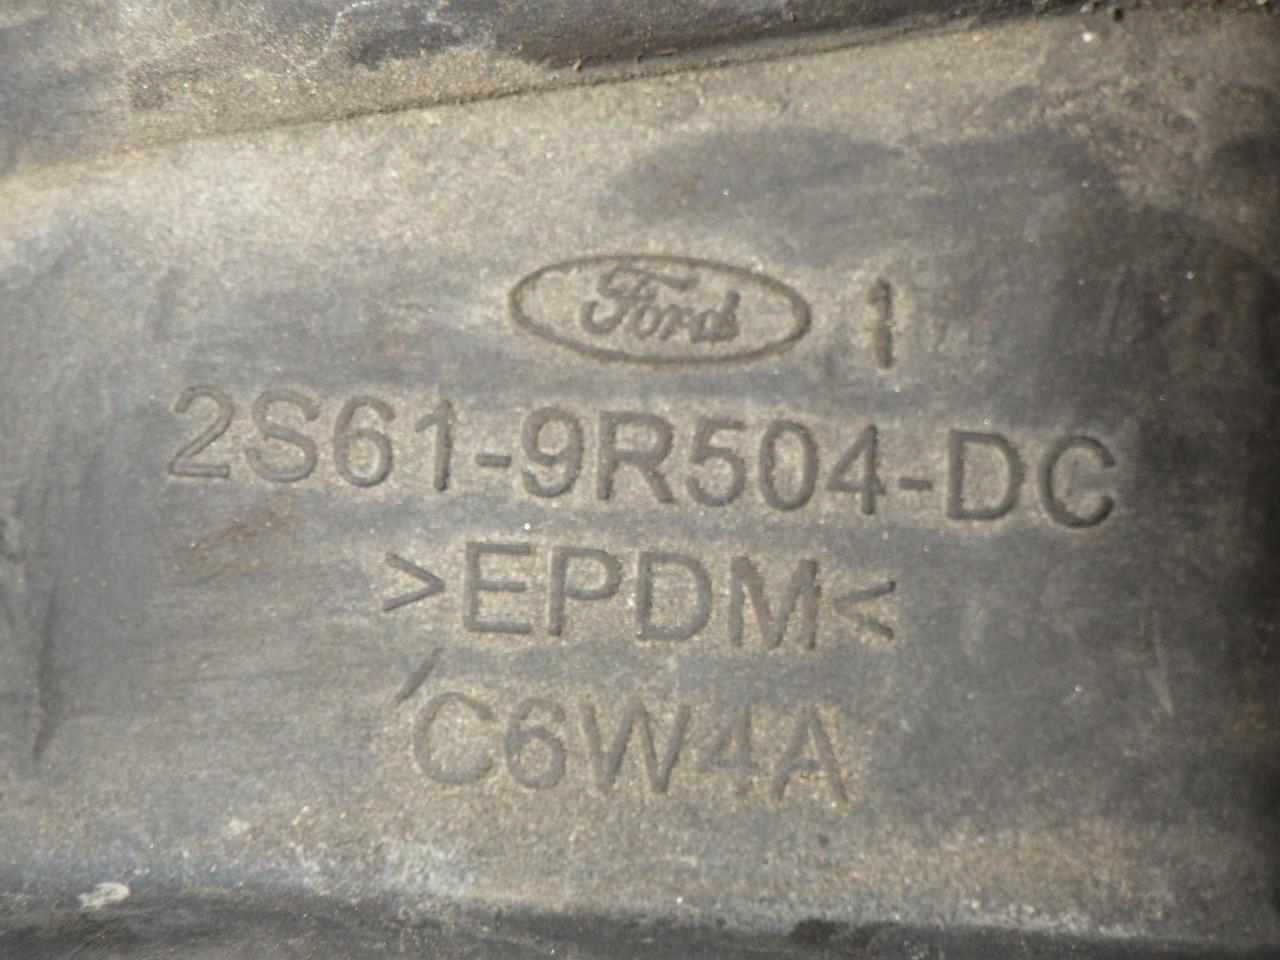 Ford 1
2S61-9R504-DC
>EPDM<
C6W4A